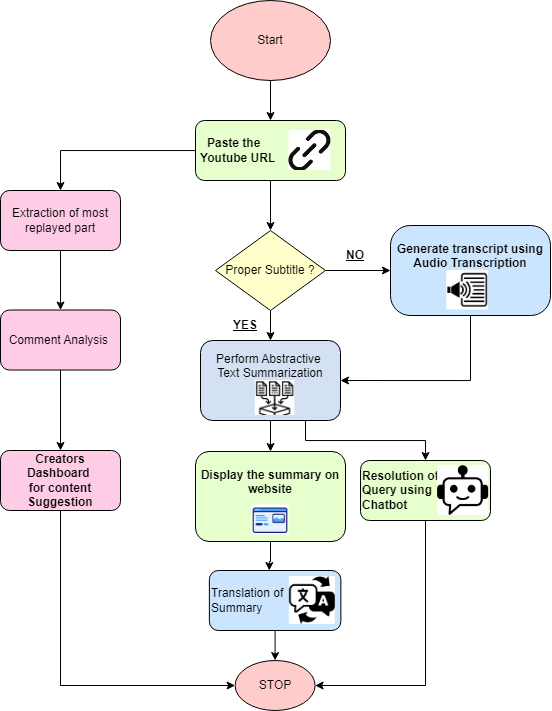 Start
Paste the
Youtube URL
Extraction of most
replayed part
Proper Subtitle ?
NO
Generate transcript using
Audio Transcription
YES
Comment Analysis
Perform Abstractive
Text Summarization
Creators
Dashboard
for content
Suggestion
Display the summary on
website
Resolution of
Query using
Chatbot
Translation of
Summary
文
A
STOP